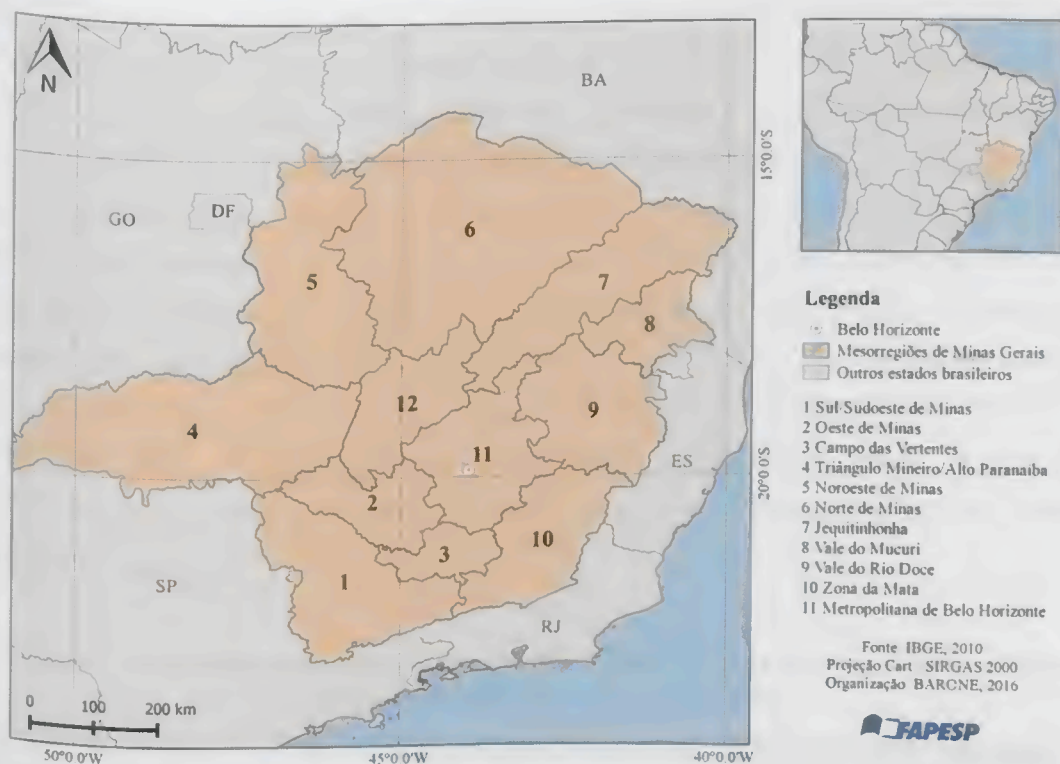 N
BA
GO
DF
5
6
7
8
4
12
9
11
2
10
3
1
ES
SP
RJ
15°0'0"S
20°0'0"S
0 100 200 km
50°0'0"W
45°0'0"W
40°0'0"W
Legenda
Belo Horizonte
Mesorregiões de Minas Gerais
Outros estados brasileiros
1 Sul-Sudoeste de Minas
2 Oeste de Minas
3 Campo das Vertentes
4 Triângulo Mineiro/Alto Paranaiba
5 Noroeste de Minas
6 Norte de Minas
7 Jequitinhonha
8 Vale do Mucuri
9 Vale do Rio Doce
10 Zona da Mata
11 Metropolitana de Belo Horizonte
Fonte IBGE, 2010
Projeção Cart SIRGAS 2000
Organização BARONE, 2016
FAPESP